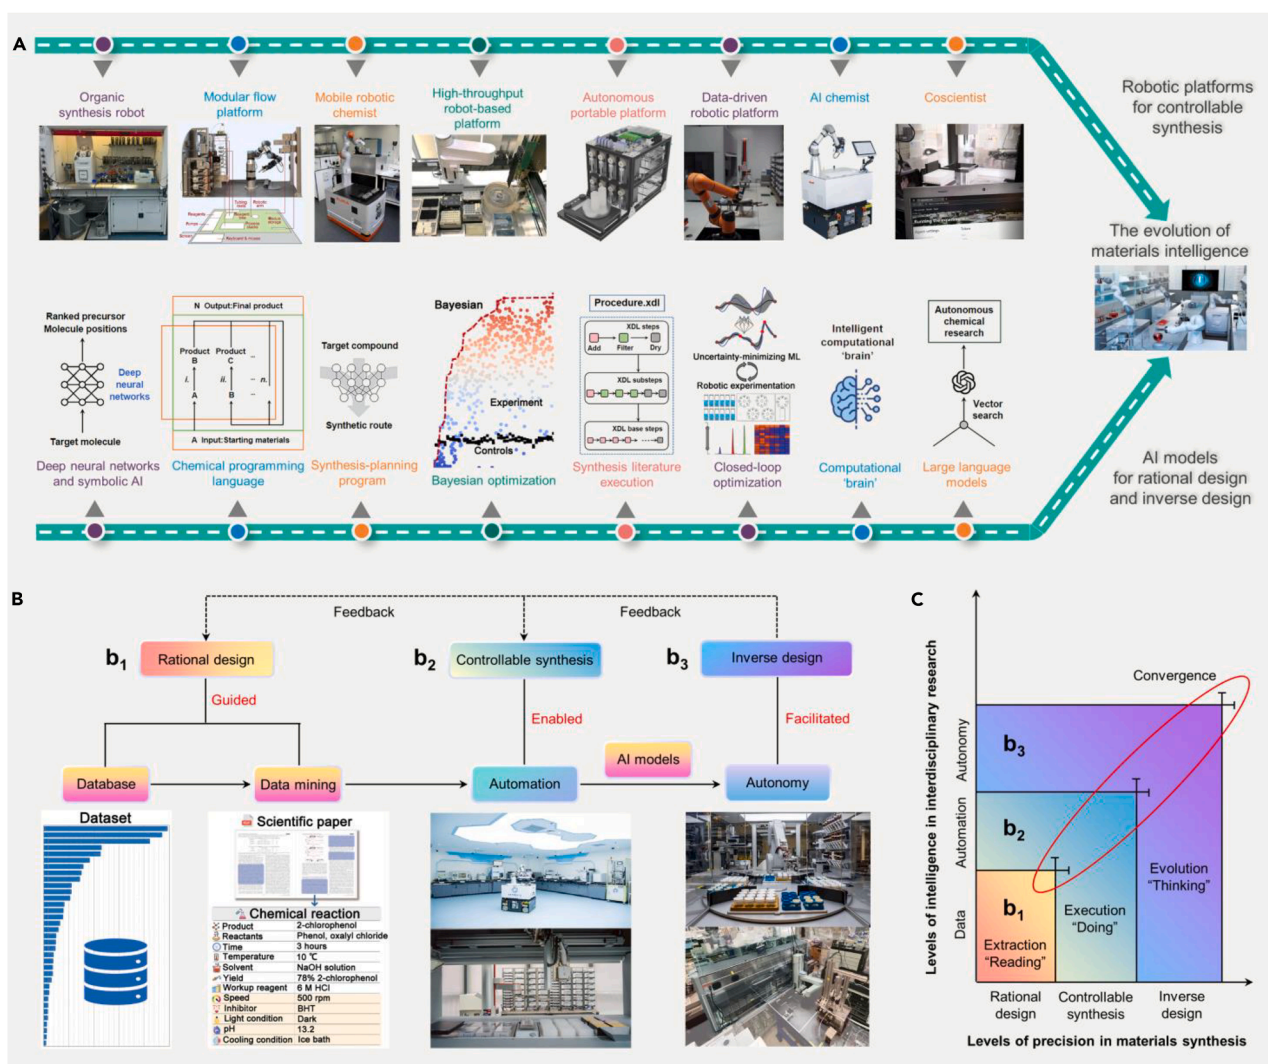 A
Organic
synthesis robot
Modular flow
platform
Mobile robotic
chemist
High-throughput
robot-based
platform
Autonomous
portable platform
Data-driven
robotic platform
AI chemist
Coscientist
Robotic platforms
for controllable
synthesis
The evolution of
materials intelligence
Ranked precursor
Molecule positions
Deep
neural
networks
Target molecule
Deep neural networks
and symbolic AI
N Output:Final product
Product
B
Product
C
..
i.
ii.
.. n.
A
B
..
A Input:Starting materials
Chemical programming
language
Target compound
Synthetic route
Synthesis-planning
program
Bayesian
Experiment
Controls
Bayesian optimization
Procedure.xdl
XDL steps
Add
Filter
Dry
XDL substeps
XDL base steps
Synthesis literature
execution
Uncertainty-minimizing ML
Robotic experimentation
Closed-loop
optimization
Intelligent
computational
'brain'
Computational
'brain'
Autonomous
chemical
research
Vector
search
Large language
models
AI models
for rational design
and inverse design
B
Feedback
Feedback
b1
Rational design
b2
Controllable synthesis
b3
Inverse design
Guided
Enabled
Facilitated
AI models
Database
Data mining
Automation
Autonomy
Dataset
Scientific paper
Chemical reaction
Product 2-chlorophenol
Reactants Phenol, oxalyl chloride
Time 3 hours
Temperature 10 ℃
Solvent NaOH solution
Yield 78% 2-chlorophenol
Workup reagent 6 M HCl
Speed 500 rpm
Inhibitor BHT
Light condition Dark
pH 13.2
Cooling condition Ice bath
C
Levels of intelligence in interdisciplinary research
Autonomy
Automation
Data
Convergence
b3
b2
b1
Evolution
"Thinking"
Execution
"Doing"
Extraction
"Reading"
Rational
design
Controllable
synthesis
Inverse
design
Levels of precision in materials synthesis